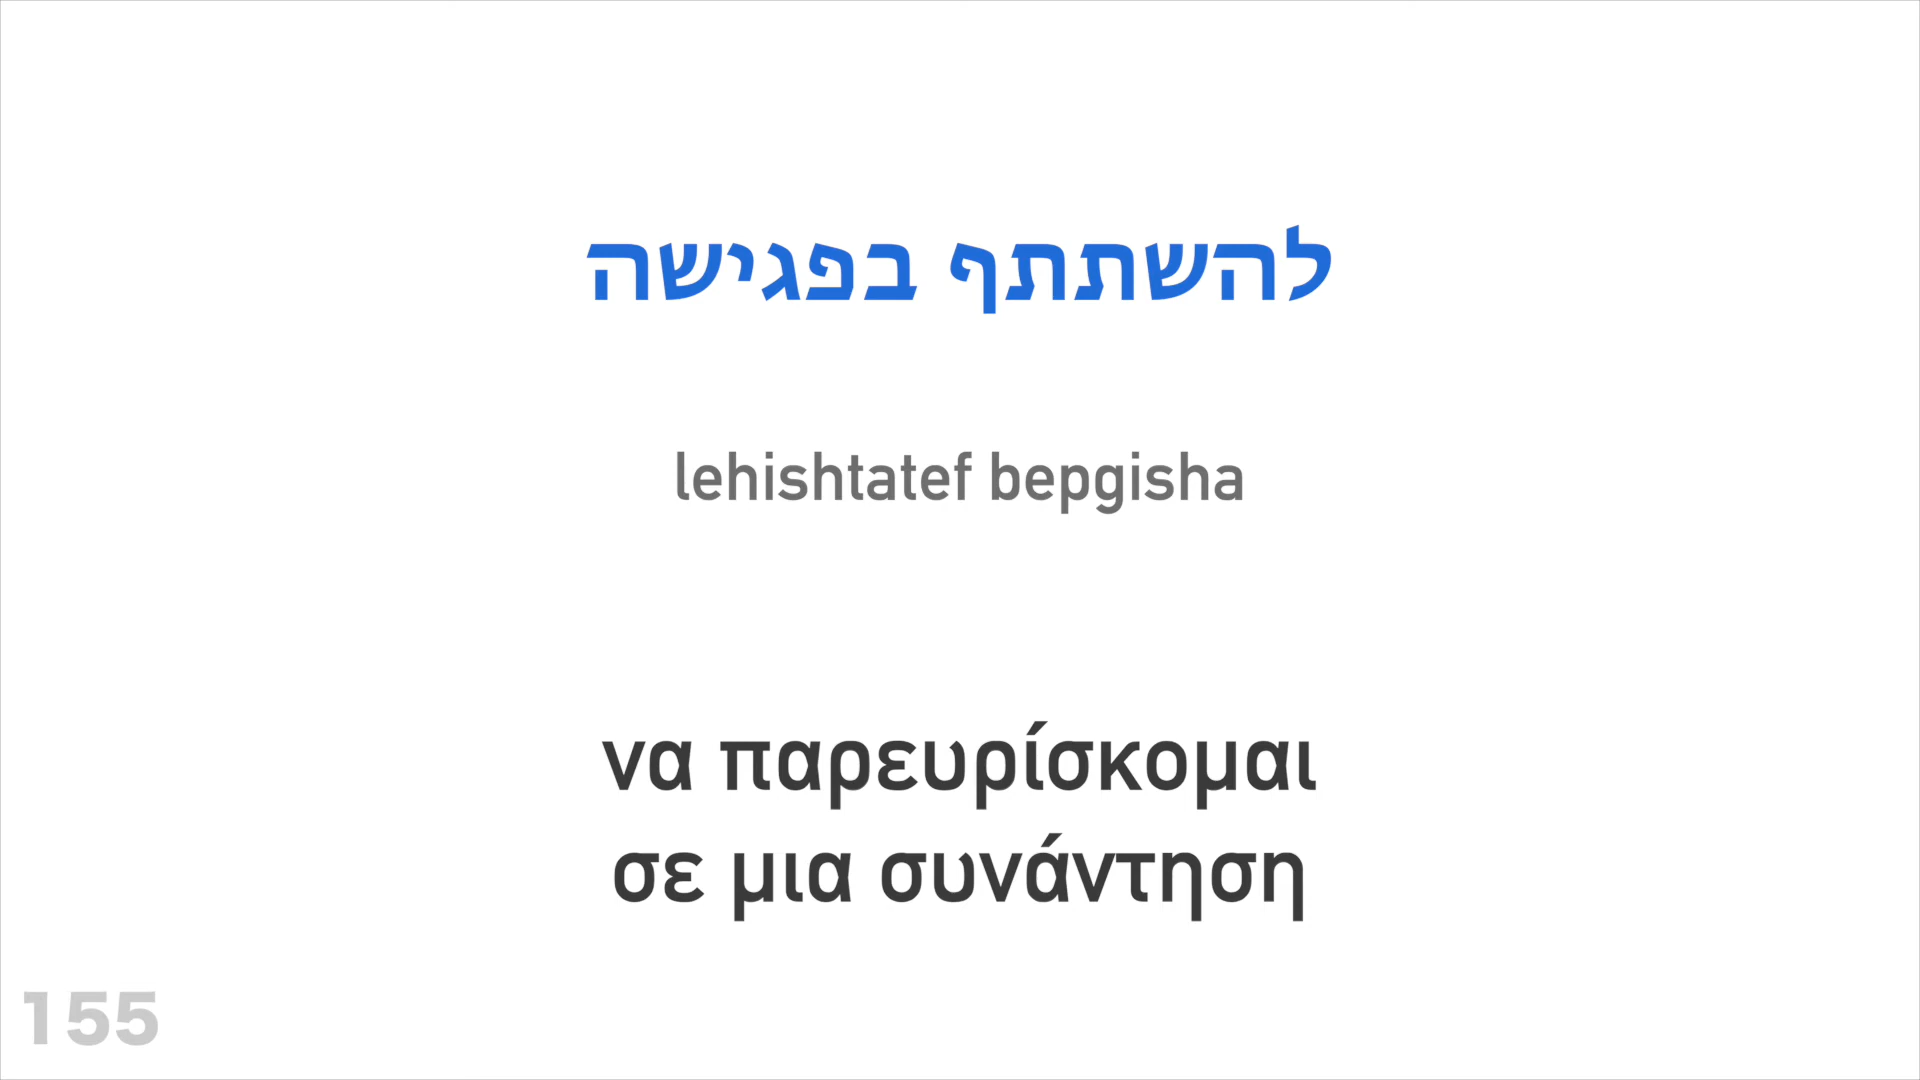 להשתתף בפגישה
lehishtatef bepgisha
να παρευρίσκομαι
σε μια συνάντηση
155